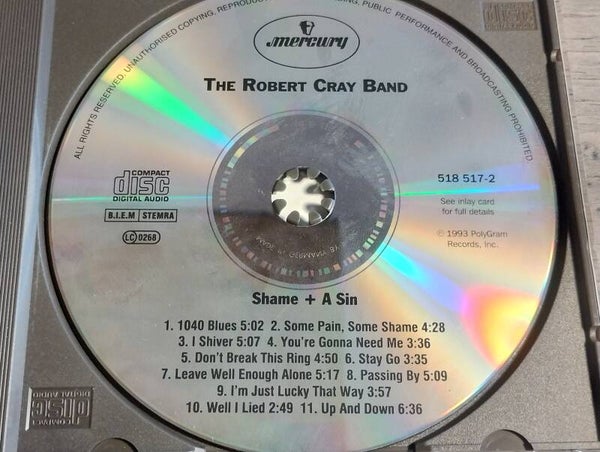 ALL RIGHTS RESERVED. UNAUTHORISED COPYING, REPRODUCTION
PUBLIC PERFORMANCE AND BROADCASTING PROHIBITED.
mercury
THE ROBERT CRAY BAND
COMPACT
disc
DIGITAL AUDIO
518 517-2
B.I.E.M STEMRA
See inlay card
for full details
LC 0268
℗ 1993 PolyGram
Records, Inc.
Shame + A Sin
1. 1040 Blues 5:02 2. Some Pain, Some Shame 4:28
3. I Shiver 5:07 4. You're Gonna Need Me 3:36
5. Don't Break This Ring 4:50 6. Stay Go 3:35
7. Leave Well Enough Alone 5:17 8. Passing By 5:09
9. I'm Just Lucky That Way 3:57
10. Well I Lied 2:49 11. Up And Down 6:36
COMPACT
disc
DIGITAL AUDIO